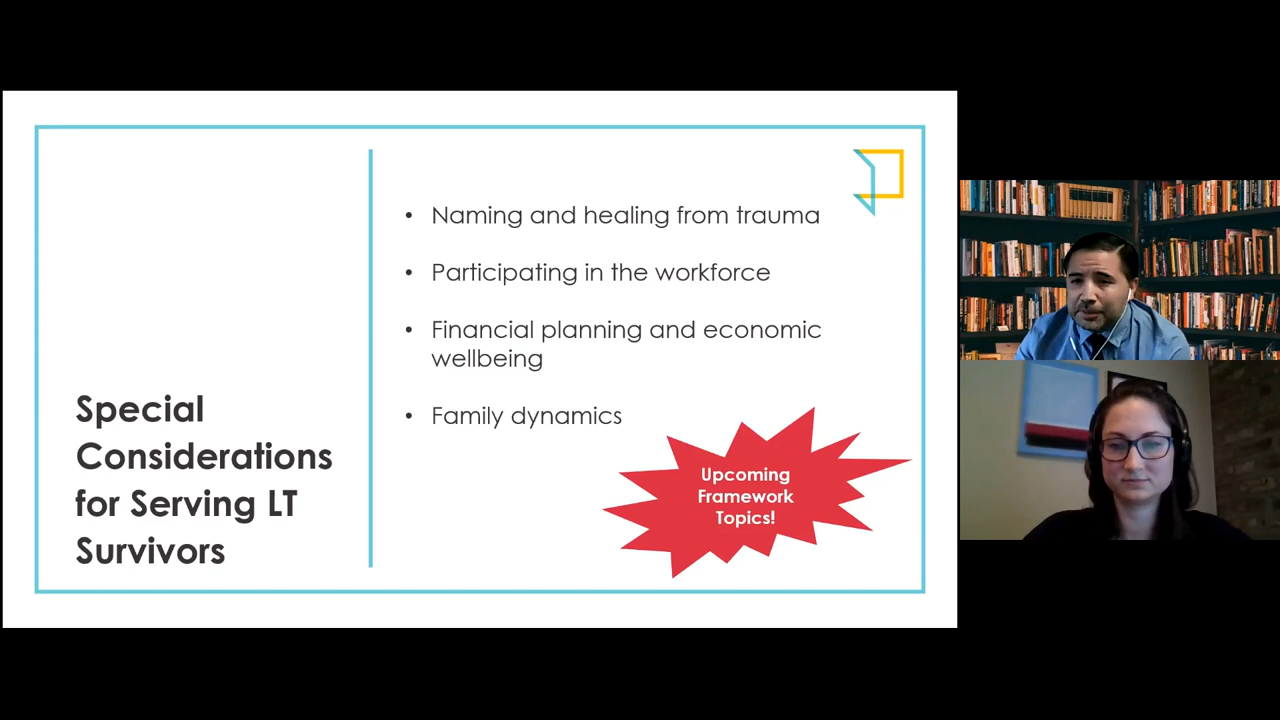 Special
Considerations
for Serving LT
Survivors
• Naming and healing from trauma
• Participating in the workforce
• Financial planning and economic
wellbeing
• Family dynamics
Upcoming
Framework
Topics!